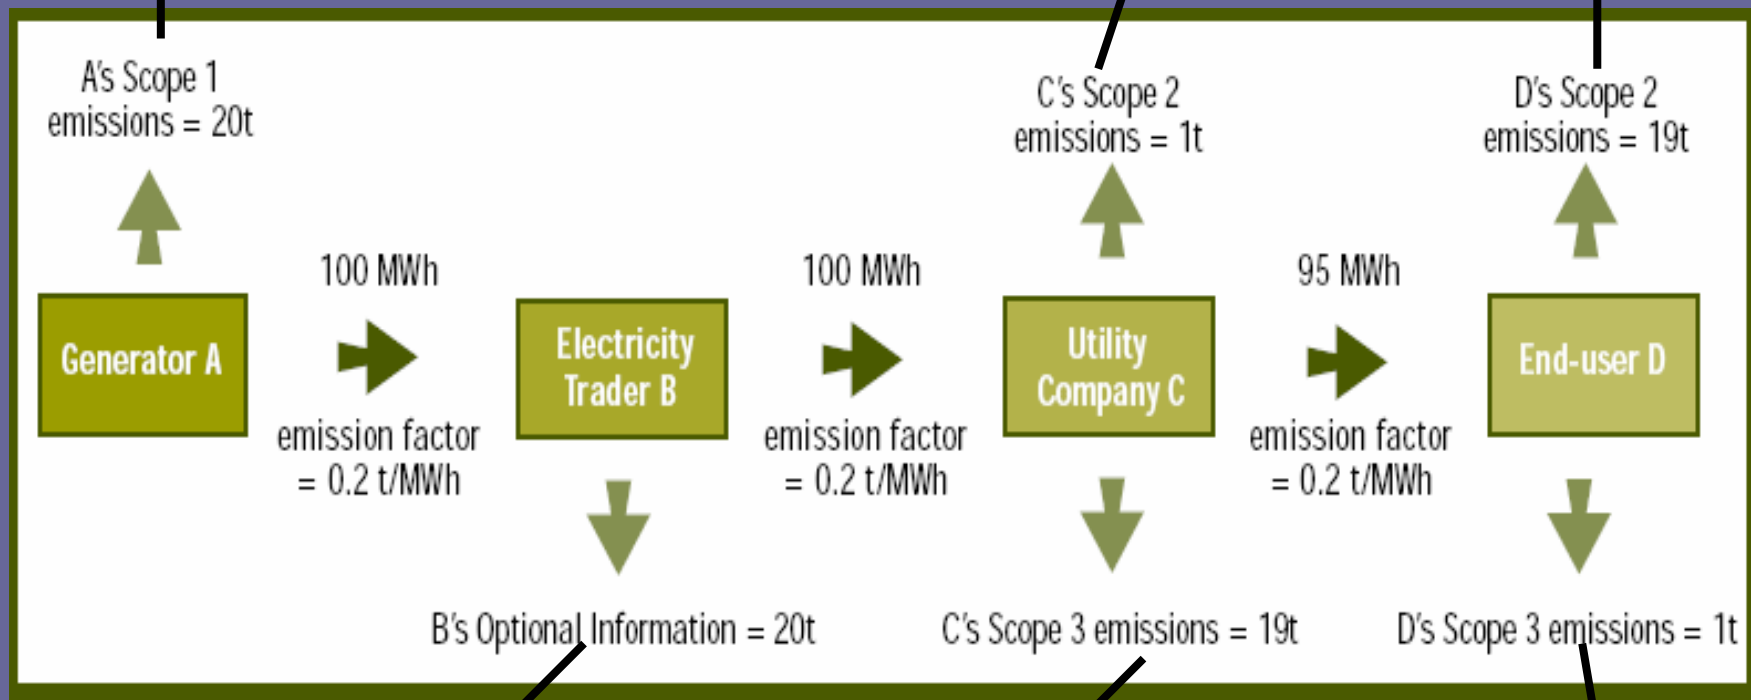 A's Scope 1
emissions = 20t
C's Scope 2
emissions = 1t
D's Scope 2
emissions = 19t
100 MWh
100 MWh
95 MWh
Generator A
Electricity
Trader B
Utility
Company C
End-user D
emission factor
= 0.2 t/MWh
emission factor
= 0.2 t/MWh
emission factor
= 0.2 t/MWh
B's Optional Information = 20t
C's Scope 3 emissions = 19t
D's Scope 3 emissions = 1t